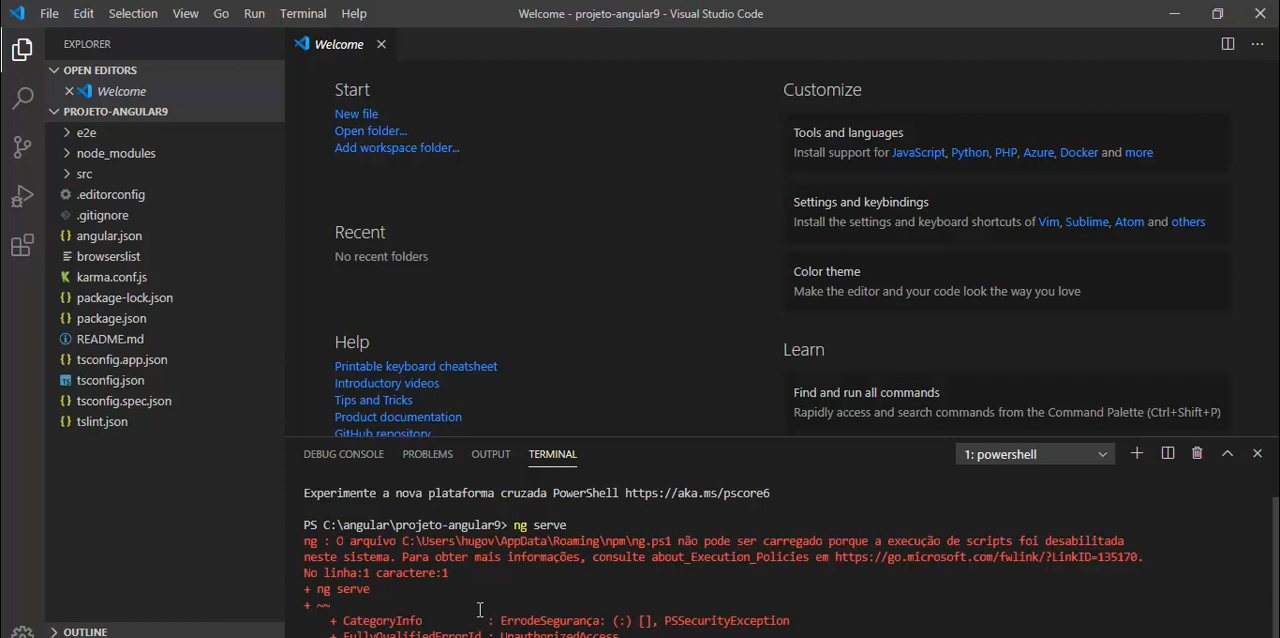 File Edit Selection View Go Run Terminal Help
Welcome - projeto-angular9 - Visual Studio Code
EXPLORER
OPEN EDITORS
Welcome
PROJETO-ANGULAR9
e2e
node_modules
src
.editorconfig
.gitignore
angular.json
browserslist
karma.conf.js
package-lock.json
package.json
README.md
tsconfig.app.json
tsconfig.json
tsconfig.spec.json
tslint.json
OUTLINE
Welcome
Start
New file
Open folder...
Add workspace folder...
Recent
No recent folders
Help
Printable keyboard cheatsheet
Introductory videos
Tips and Tricks
Product documentation
GitHub repository
Customize
Tools and languages
Install support for JavaScript, Python, PHP, Azure, Docker and more
Settings and keybindings
Install the settings and keyboard shortcuts of Vim, Sublime, Atom and others
Color theme
Make the editor and your code look the way you love
Learn
Find and run all commands
Rapidly access and search commands from the Command Palette (Ctrl+Shift+P)
DEBUG CONSOLE PROBLEMS OUTPUT TERMINAL
1: powershell
Experimente a nova plataforma cruzada PowerShell https://aka.ms/pscore6
PS C:\angular\projeto-angular9> ng serve
ng : O arquivo C:\Users\hugov\AppData\Roaming\npm\ng.ps1 não pode ser carregado porque a execução de scripts foi desabilitada
neste sistema. Para obter mais informações, consulte about_Execution_Policies em https://go.microsoft.com/fwlink/?LinkID=135170.
No linha:1 caractere:1
+ ng serve
+ ~~
+ CategoryInfo : ErrodeSegurança: (:) [], PSSecurityException
+ FullyQualifiedErrorId : UnauthorizedAccess